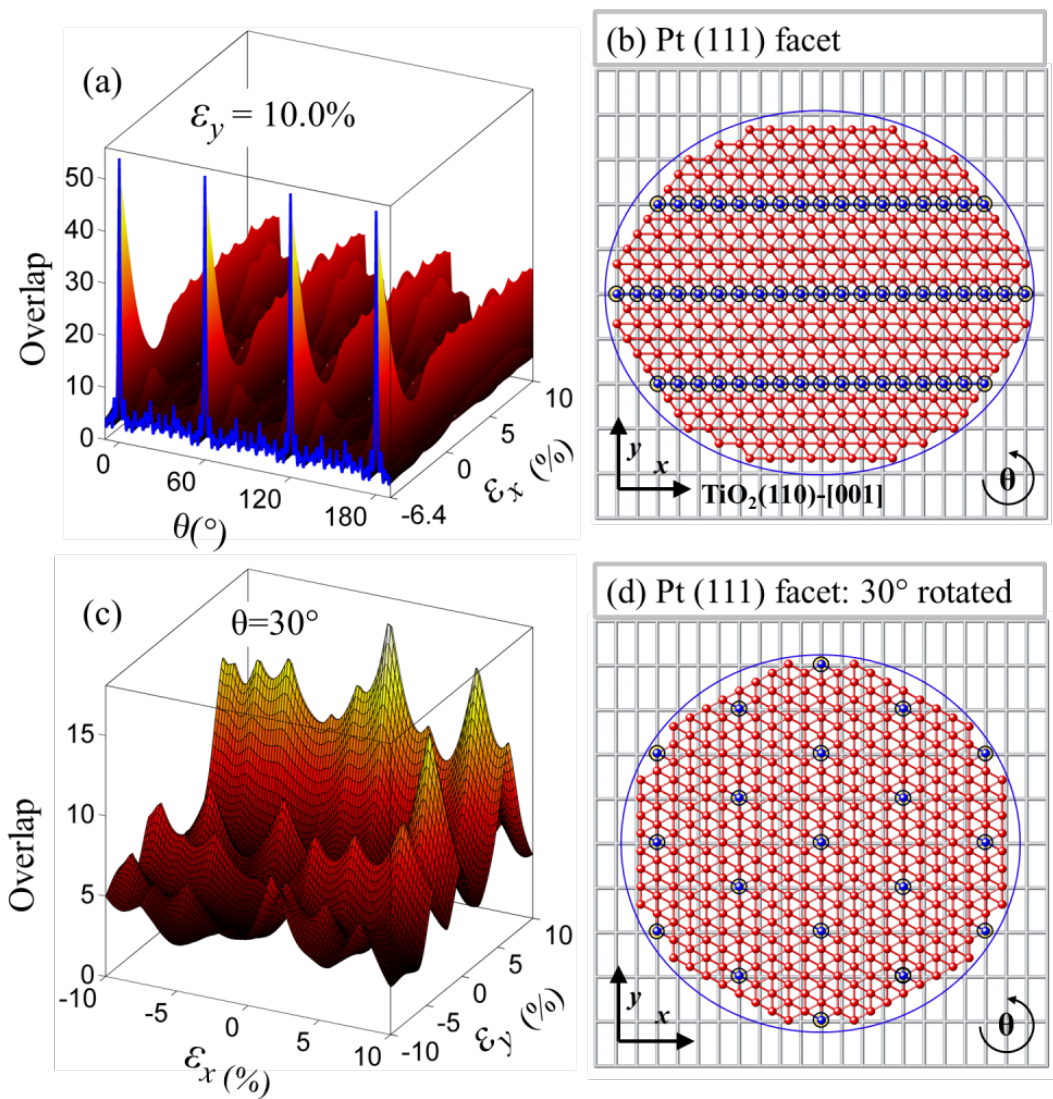 (a)
εy = 10.0%
Overlap
50
40
30
20
10
0
0
60
120
180
θ(°)
-6.4
0
5
10
εx (%)
(b) Pt (111) facet
y
x
TiO2(110)-[001]
θ
(c)
θ=30°
Overlap
15
10
5
0
-10
-5
0
5
10
εx (%)
-10
-5
0
5
10
εy (%)
(d) Pt (111) facet: 30° rotated
y
x
θ